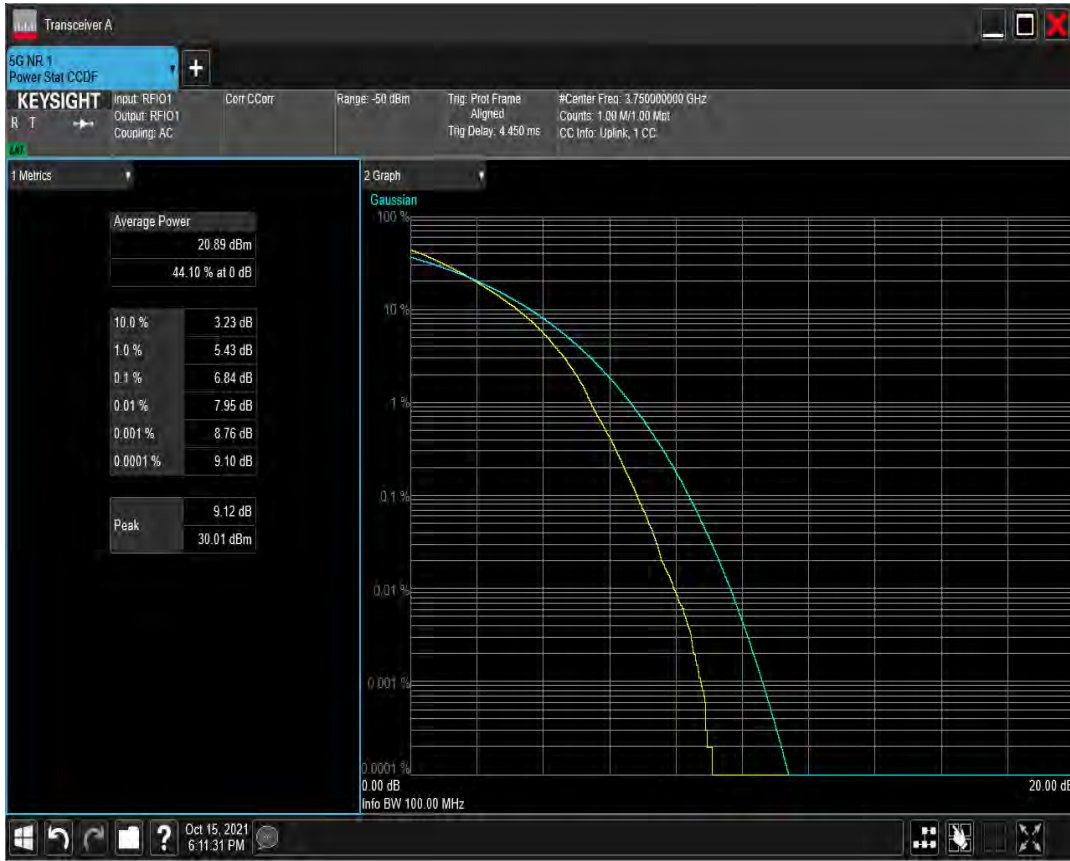 Transceiver A
5G NR 1
Power Stat CCDF
+
KEYSIGHT
R T
LXI
Input: RFIO1
Output: RFIO1
Coupling: AC
Corr CCorr
Range: -50 dBm
Trig: Prot Frame
Aligned
Trig Delay: 4.450 ms
#Center Freq: 3.750000000 GHz
Counts: 1.00 M/1.00 Mpt
CC Info: Uplink, 1 CC
1 Metrics
Average Power
20.89 dBm
44.10 % at 0 dB
10.0 % 3.23 dB
1.0 % 5.43 dB
0.1 % 6.84 dB
0.01 % 7.95 dB
0.001 % 8.76 dB
0.0001 % 9.10 dB
Peak
9.12 dB
30.01 dBm
2 Graph
Gaussian
100 %
10 %
1 %
0.1 %
0.01 %
0.001 %
0.0001 %
0.00 dB
20.00 dB
Info BW 100.00 MHz
?
Oct 15, 2021
6:11:31 PM